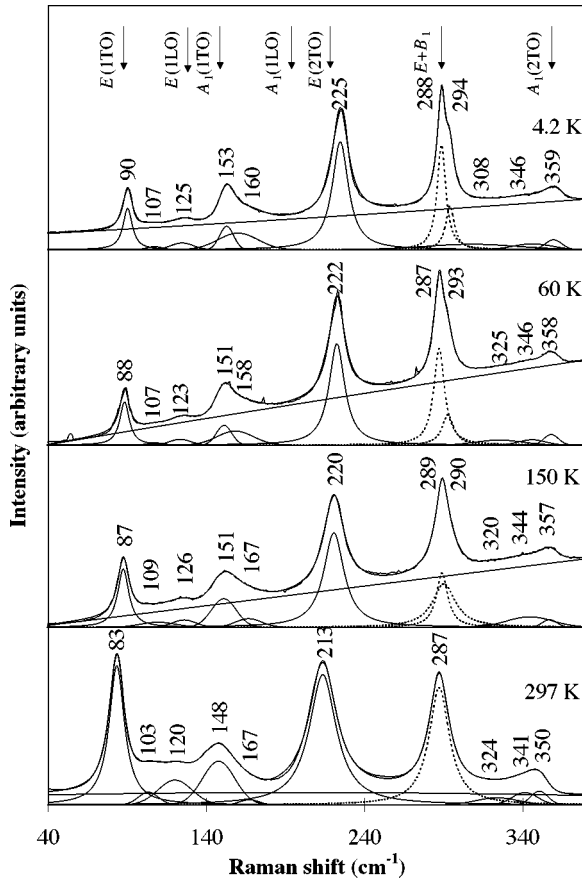 E(1TO) E(1LO) A1(1TO) A1(1LO) E(2TO) E+B1 A1(2TO)
90 107 125 153 160 225 288 294 308 346 359
4.2 K
88 107 123 151 158 222 287 293 325 346 358
60 K
87 109 126 151 167 220 289 290 320 344 357
150 K
83 103 120 148 167 213 287 324 341 350
297 K
Intensity (arbitrary units)
40 140 240 340
Raman shift (cm⁻¹)